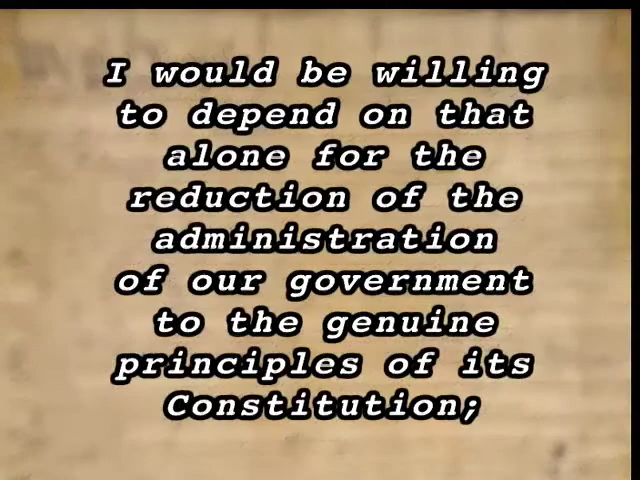 I would be willing
to depend on that
alone for the
reduction of the
administration
of our government
to the genuine
principles of its
Constitution;